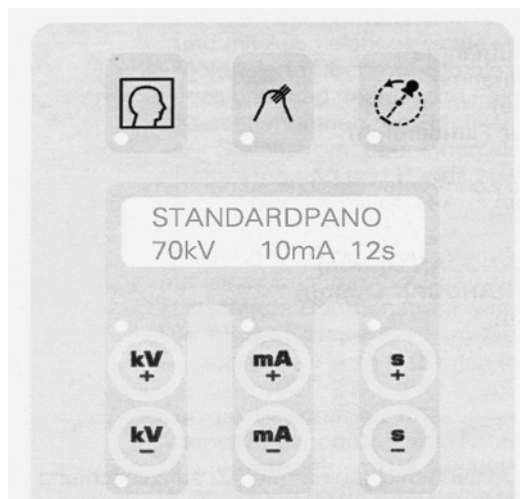 STANDARDPANO
70kV 10mA 12s
kV + mA + s +
kV - mA - s -